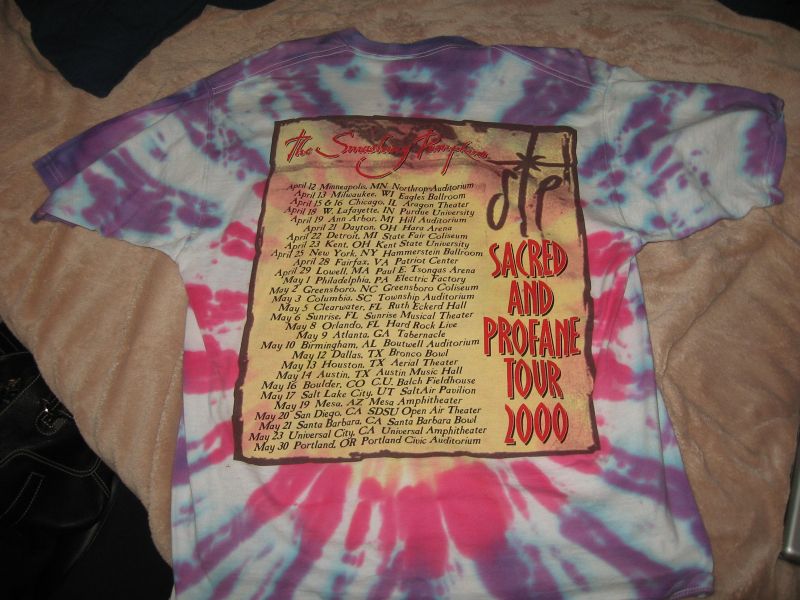 The Smashing Pumpkins
April 12 Minneapolis, MN Northrop Auditorium
April 13 Milwaukee, WI Eagles Ballroom
April 15 & 16 Chicago, IL Aragon Theater
April 18 W. Lafayette, IN Purdue University
April 19 Ann Arbor, MI Hill Auditorium
April 21 Dayton, OH Hara Arena
April 22 Detroit, MI State Fair Coliseum
April 23 Kent, OH Kent State University
April 25 New York, NY Hammerstein Ballroom
April 28 Fairfax, VA Patriot Center
April 29 Lowell, MA Paul E. Tsongas Arena
May 1 Philadelphia, PA Electric Factory
May 2 Greensboro, NC Greensboro Coliseum
May 3 Columbia, SC Township Auditorium
May 5 Clearwater, FL Ruth Eckerd Hall
May 6 Sunrise, FL Sunrise Musical Theater
May 8 Orlando, FL Hard Rock Live
May 9 Atlanta, GA Tabernacle
May 10 Birmingham, AL Boutwell Auditorium
May 12 Dallas, TX Bronco Bowl
May 13 Houston, TX Aerial Theater
May 14 Austin, TX Austin Music Hall
May 16 Boulder, CO C.U. Balch Fieldhouse
May 17 Salt Lake City, UT SaltAir Pavilion
May 19 Mesa, AZ Mesa Amphitheater
May 20 San Diego, CA SDSU Open Air Theater
May 21 Santa Barbara, CA Santa Barbara Bowl
May 23 Universal City, CA Universal Amphitheater
May 30 Portland, OR Portland Civic Auditorium
SACRED
AND
PROFANE
TOUR
2000